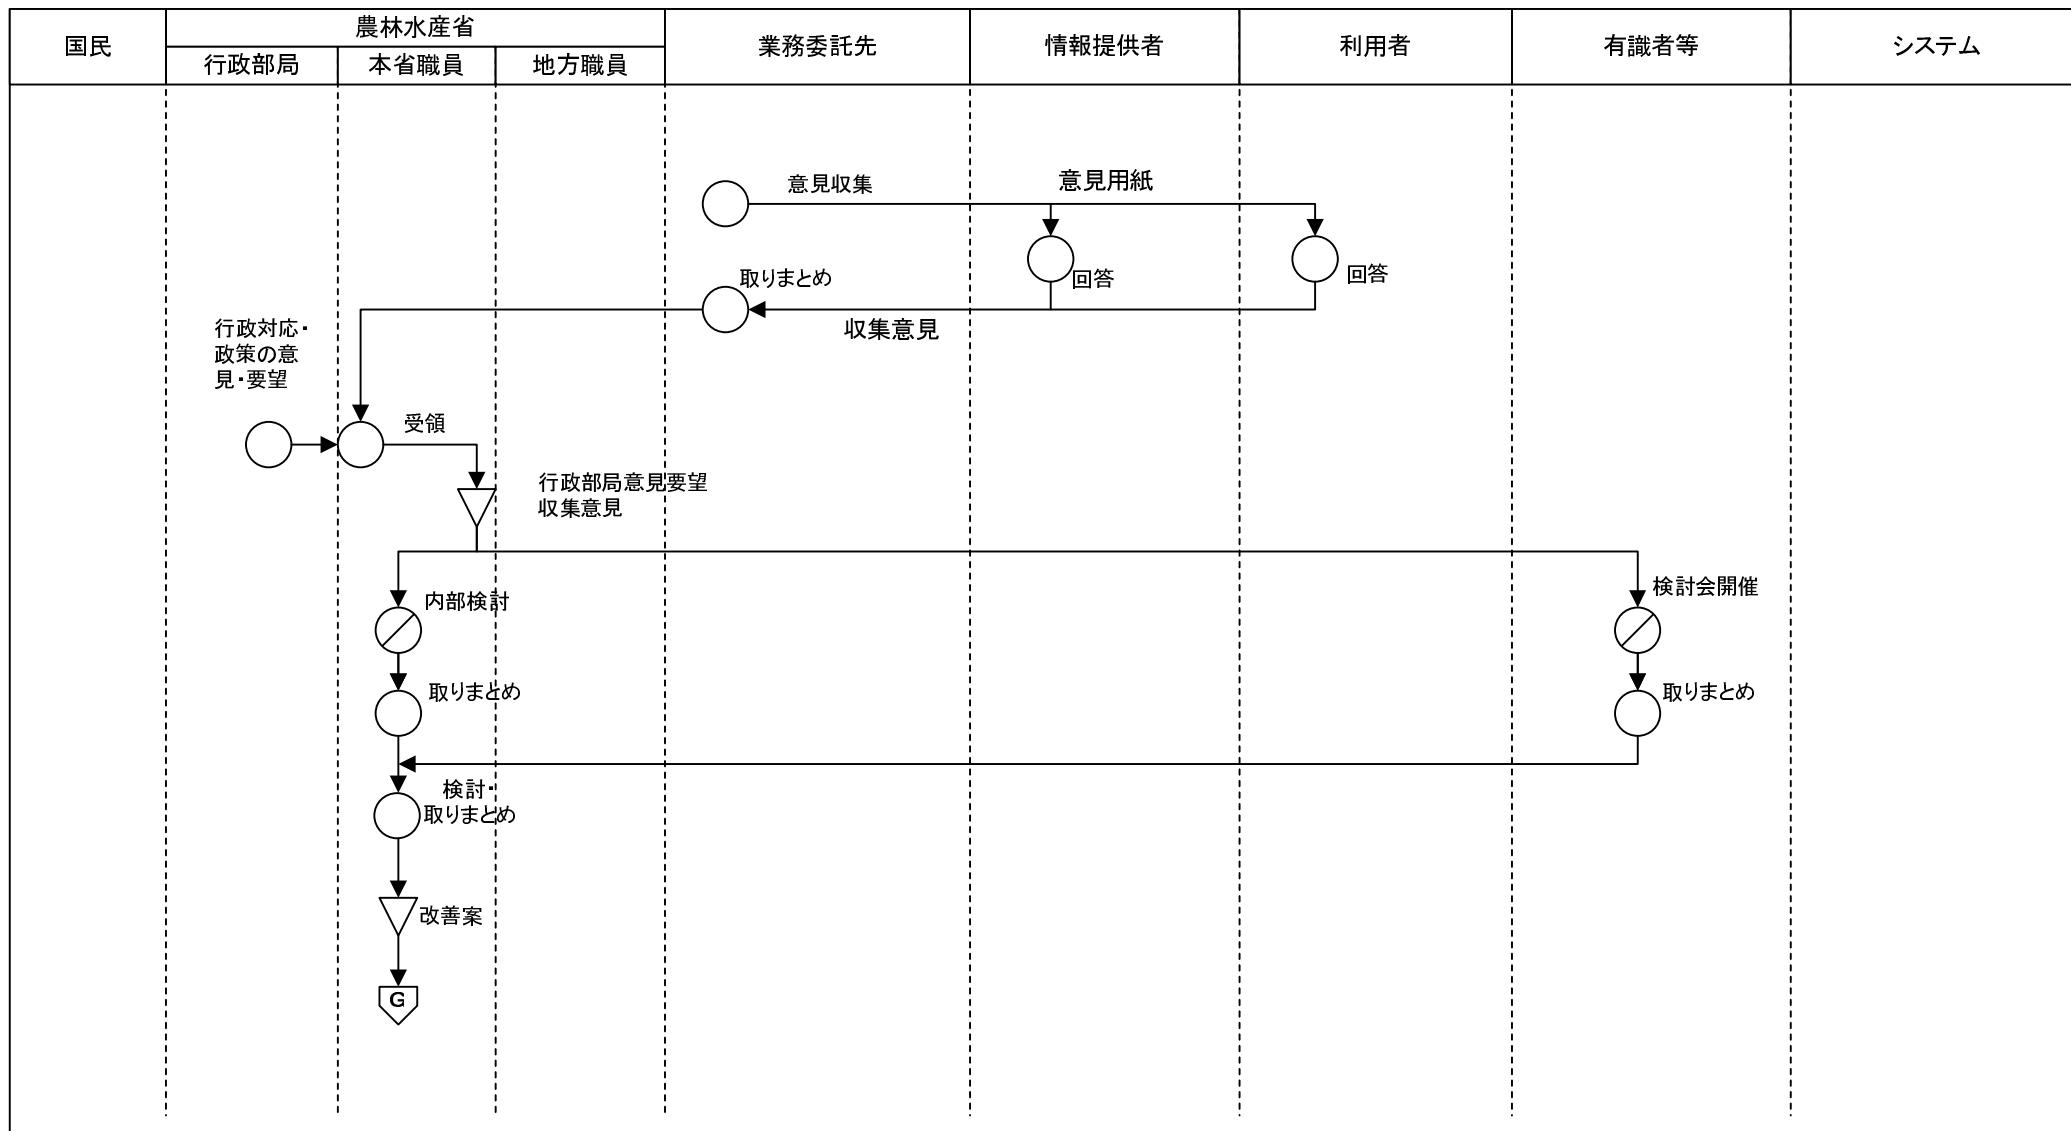 国民
農林水産省
行政部局
本省職員
地方職員
業務委託先
情報提供者
利用者
有識者等
システム
意見収集
意見用紙
回答
回答
取りまとめ
収集意見
行政対応・
政策の意
見・要望
受領
行政部局意見要望
収集意見
内部検討
検討会開催
取りまとめ
取りまとめ
検討・
取りまとめ
改善案
G